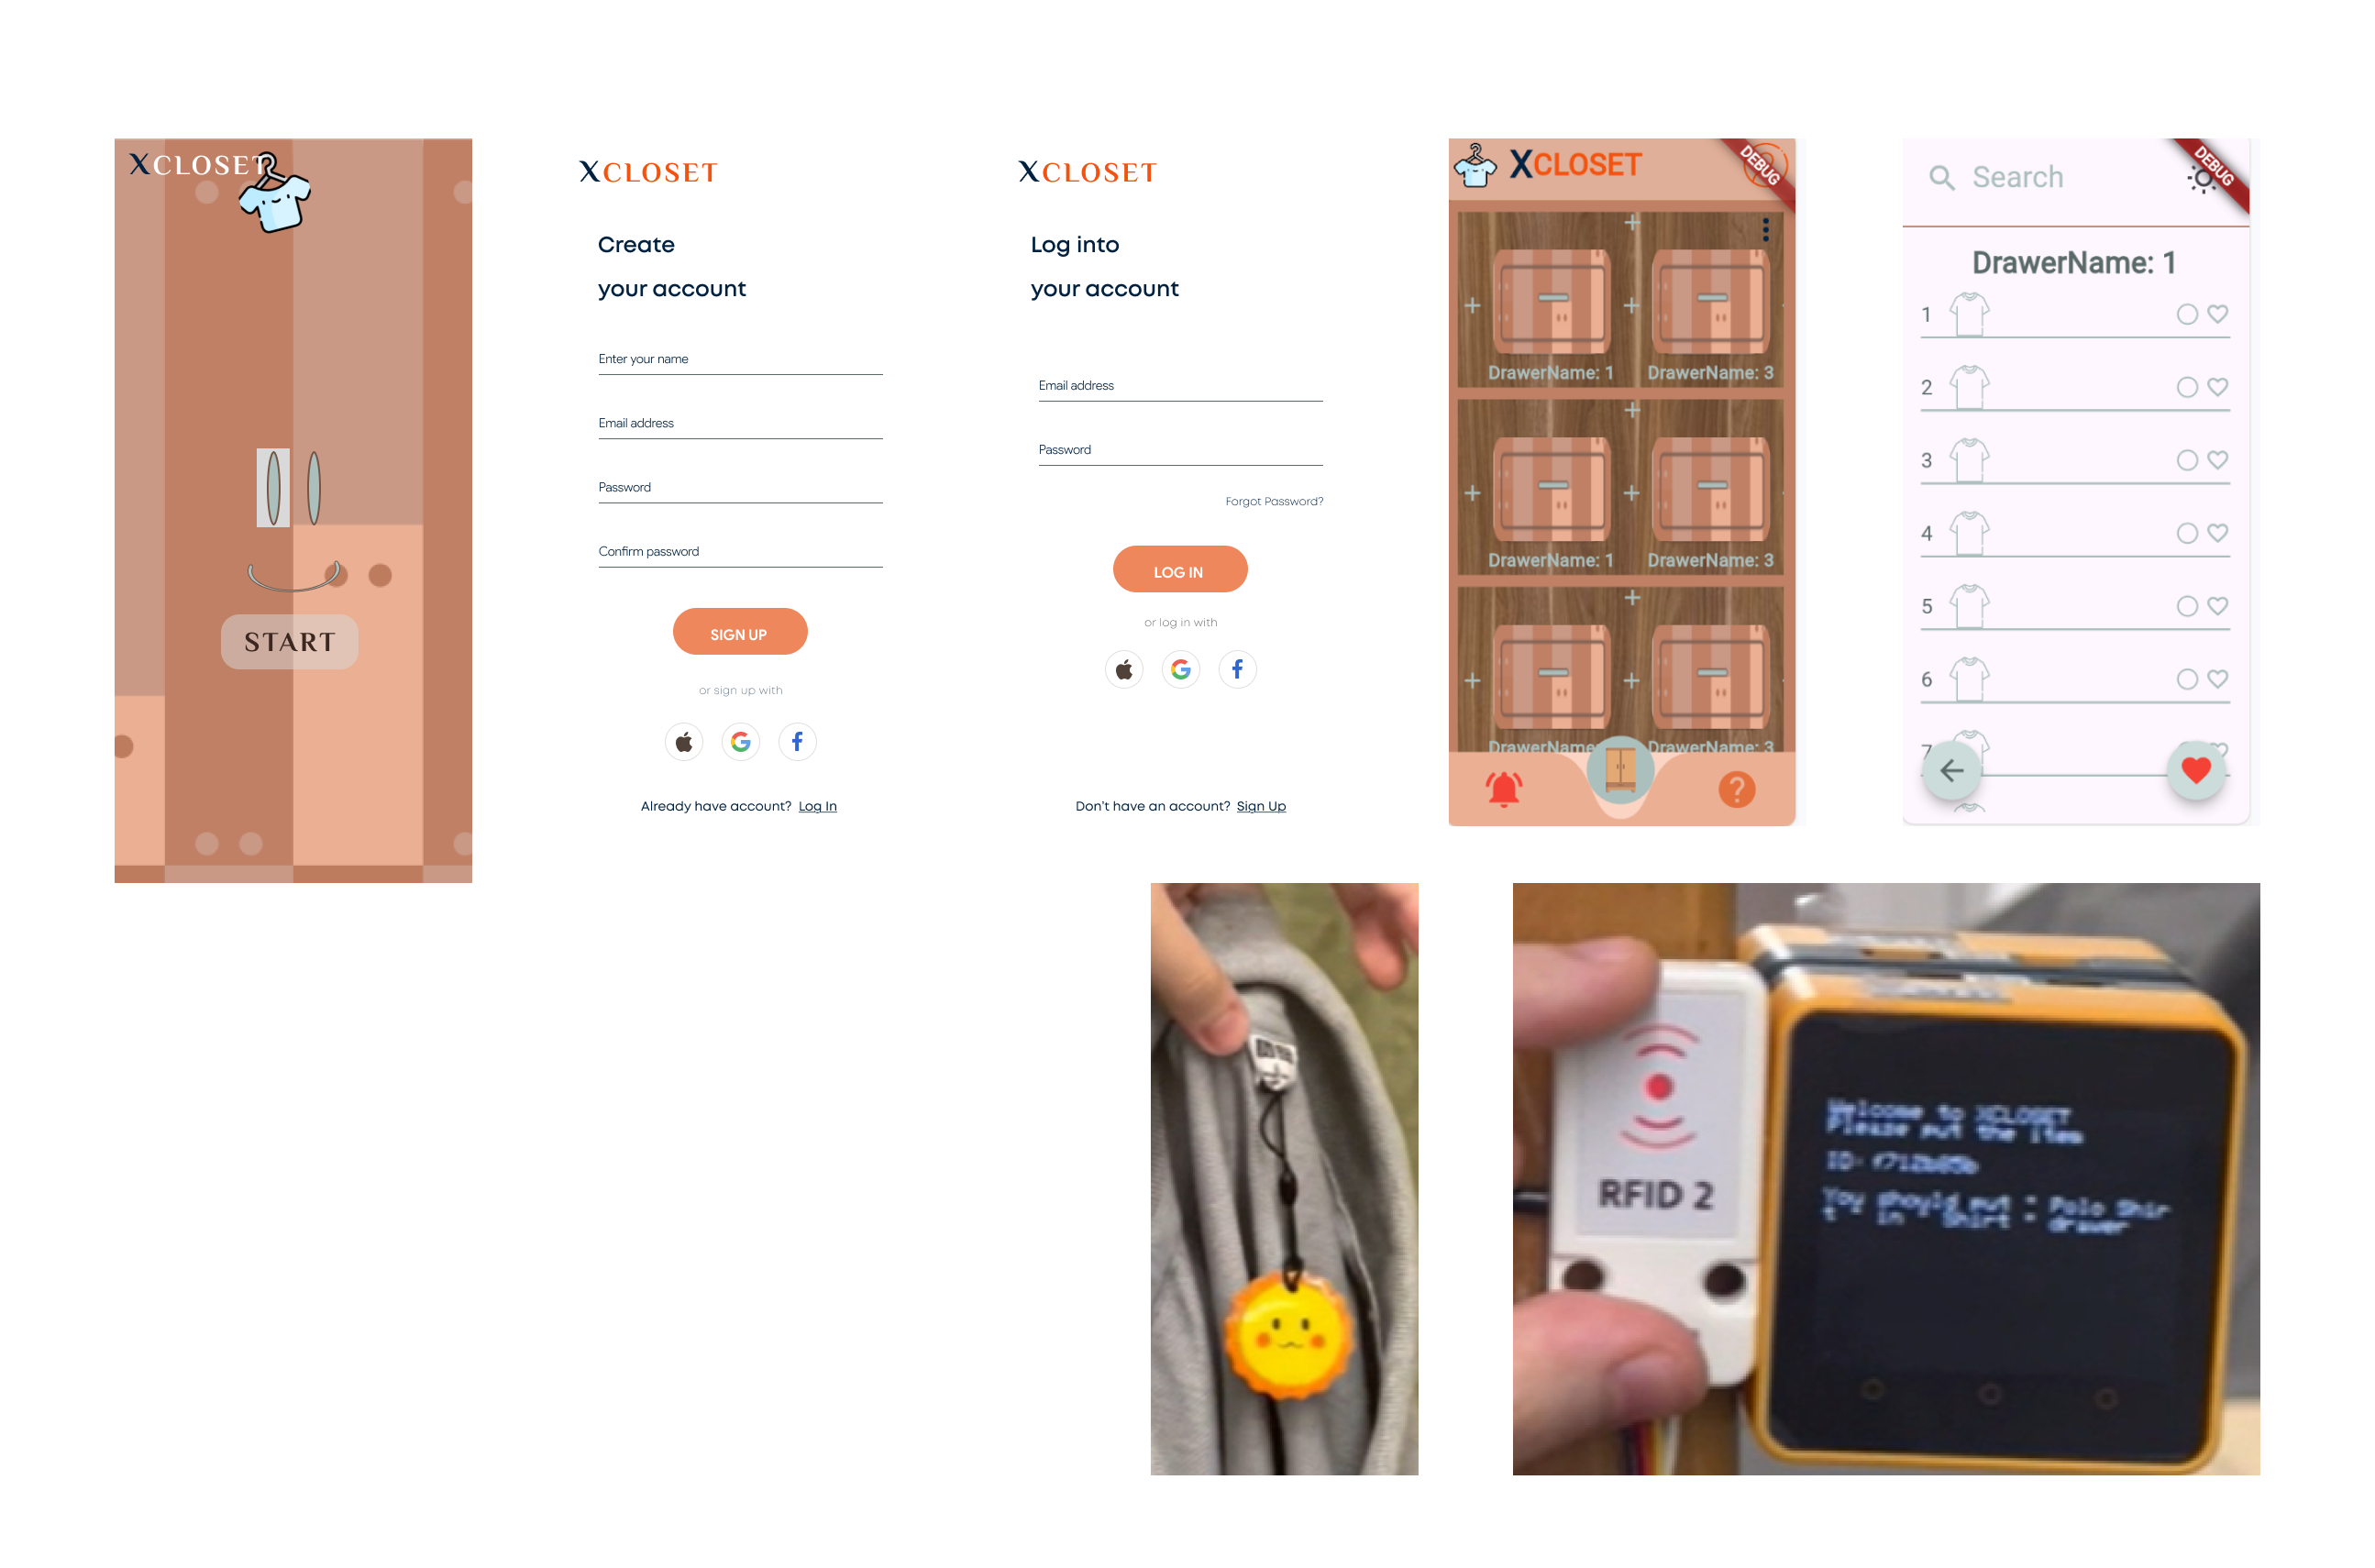 XCLOSET
START
XCLOSET
Create
your account
Enter your name
Email address
Password
Confirm password
SIGN UP
or sign up with
Already have account? Log In
XCLOSET
Log into
your account
Email address
Password
Forgot Password?
LOG IN
or log in with
Don't have an account? Sign Up
XCLOSET
DEBUG
DrawerName: 1 DrawerName: 3
DrawerName: 1 DrawerName: 3
DrawerName DrawerName: 3
Search
DEBUG
DrawerName: 1
1
2
3
4
5
6
7
RFID 2
Welcome to XCLOSET
Please put the item
ID:
You should put " Polo Shir
t " in " Shirt " drawer